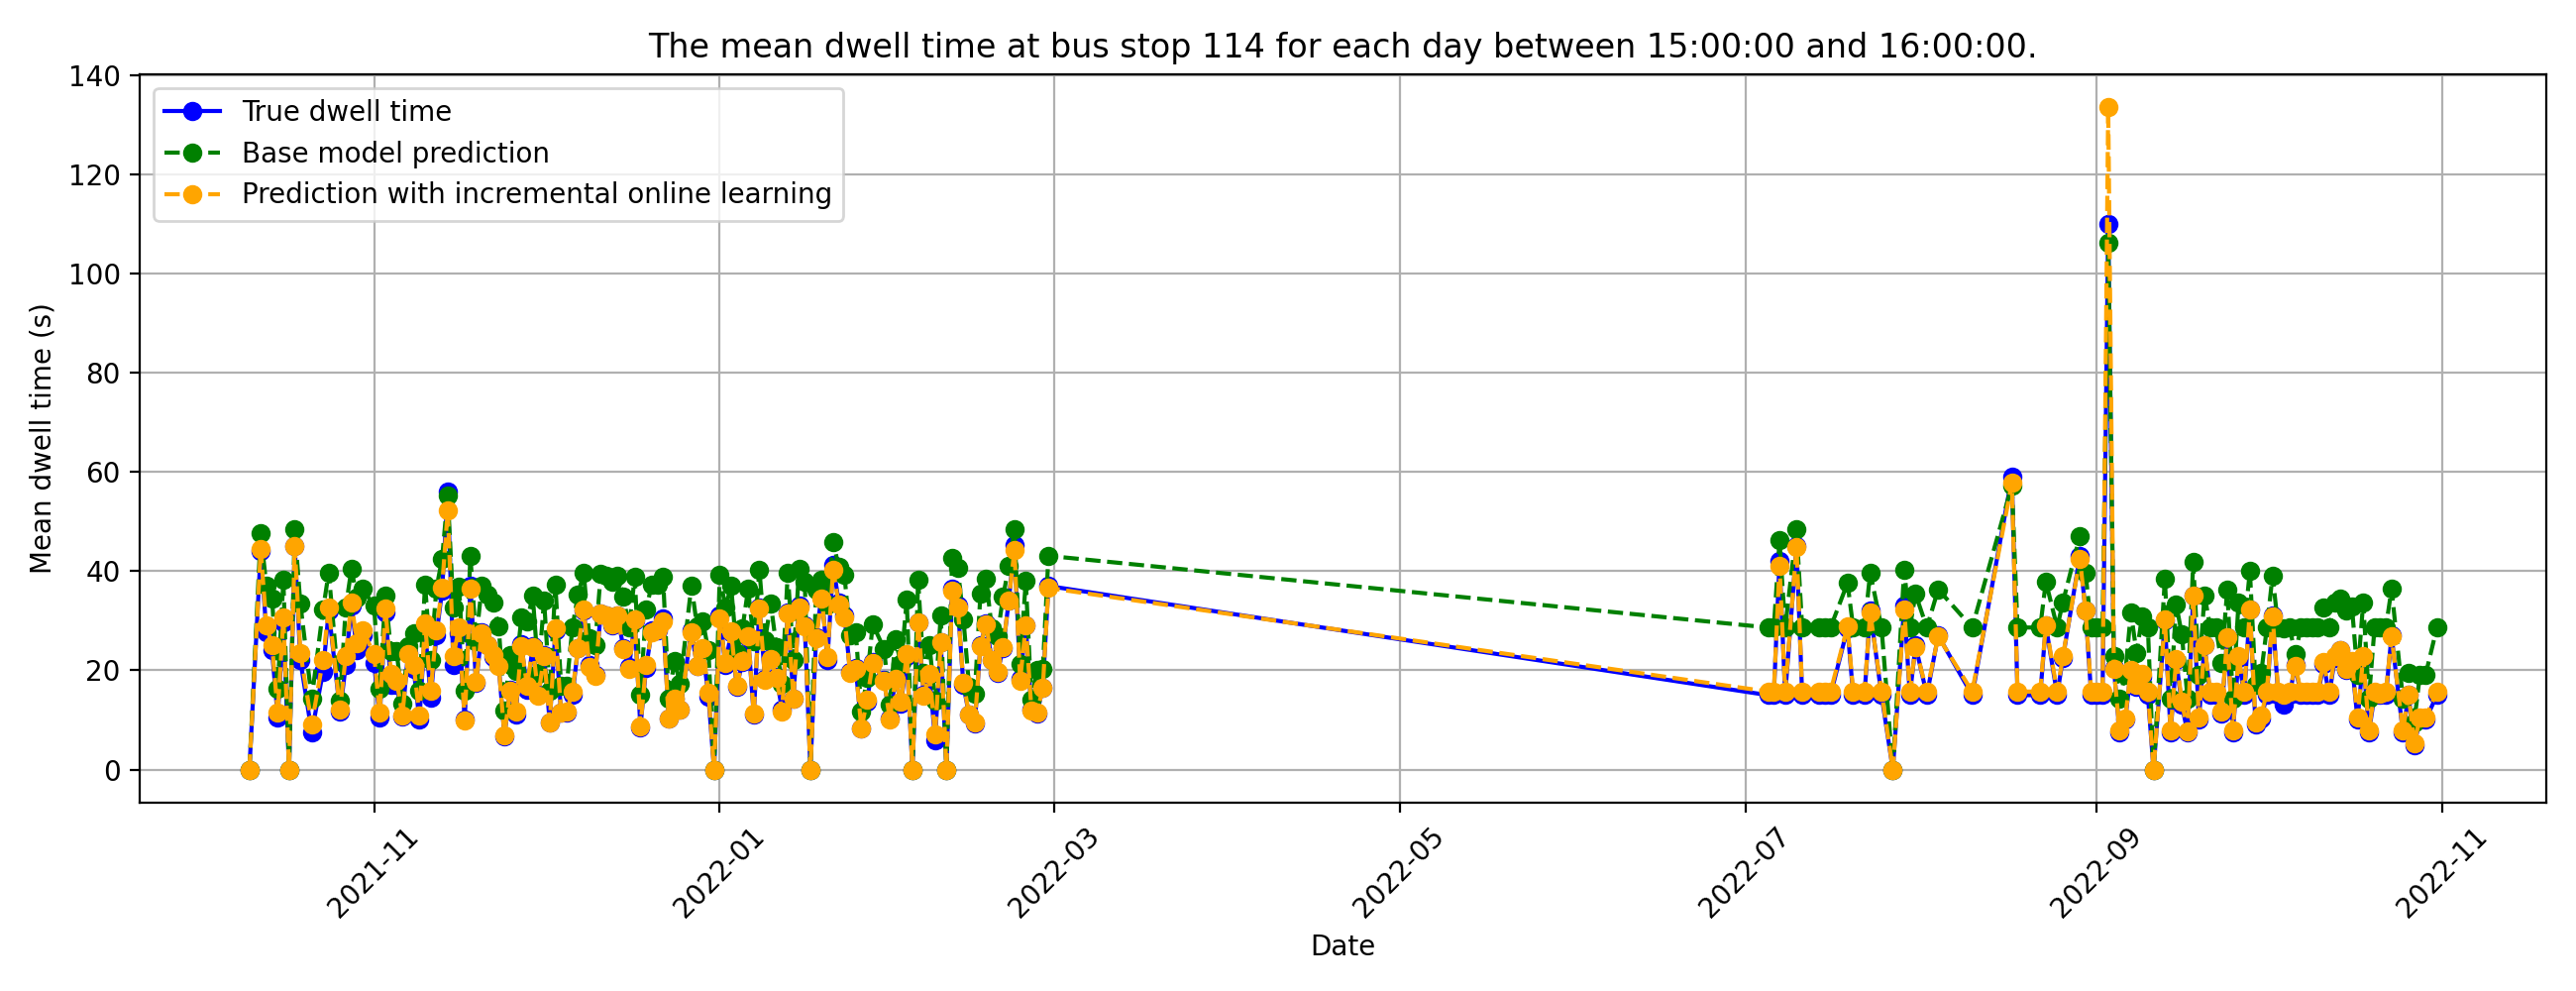 The mean dwell time at bus stop 114 for each day between 15:00:00 and 16:00:00.
True dwell time
Base model prediction
Prediction with incremental online learning
Mean dwell time (s)
140
120
100
80
60
40
20
0
2021-11
2022-01
2022-03
2022-05
2022-07
2022-09
2022-11
Date